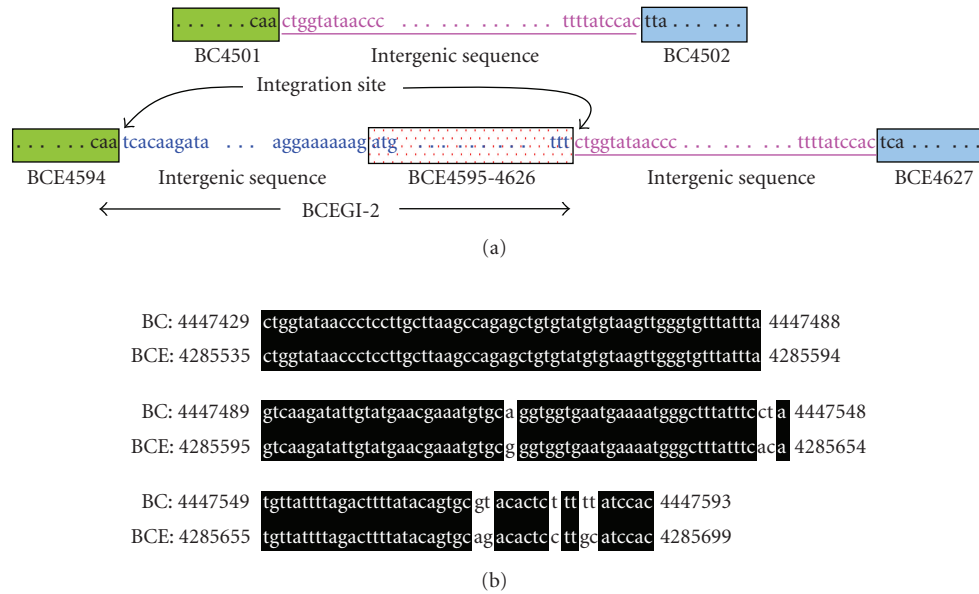 . . . . . . caa ctggtataaccc . . . . . . . . . . . ttttatccac tta . . . . . .
BC4501 Intergenic sequence BC4502
Integration site
. . . . . . caa tcacaagata . . . aggaaaaaag atg . . . . . . . . . ttt ctggtataaccc . . . . . . . . . . . ttttatccac tca . . . . . .
BCE4594 Intergenic sequence BCE4595-4626 Intergenic sequence BCE4627
BCEGI-2
(a)
BC: 4447429 ctggtataaccctccttgcttaagccagagctgtgtatgtgtaagttgggtgtttattta 4447488
BCE: 4285535 ctggtataaccctccttgcttaagccagagctgtgtatgtgtaagttgggtgtttattta 4285594
BC: 4447489 gtcaagatattgtatgaacgaaatgtgc a ggtggtgaatgaaaatgggctttatttc ct a 4447548
BCE: 4285595 gtcaagatattgtatgaacgaaatgtgc g ggtggtgaatgaaaatgggctttatttc ac a 4285654
BC: 4447549 tgttattttagacttttatacagtgc gt acactc t tt tt atccac 4447593
BCE: 4285655 tgttattttagacttttatacagtgc ag acactc c tt gc atccac 4285699
(b)